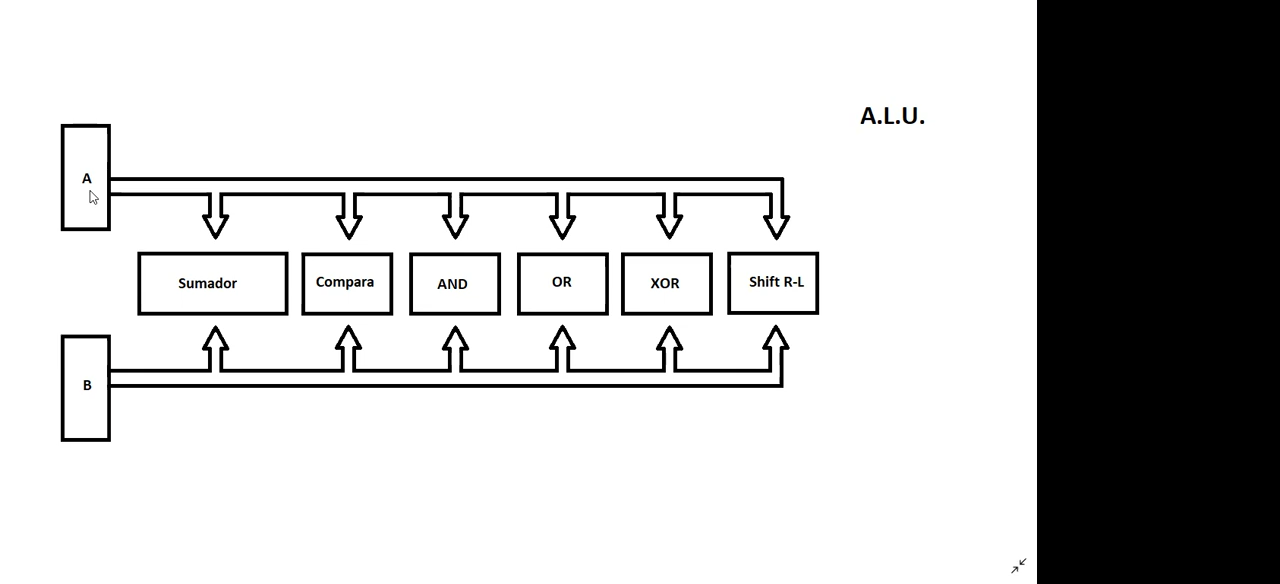 A.L.U.
A
Sumador
Compara
AND
OR
XOR
Shift R-L
B